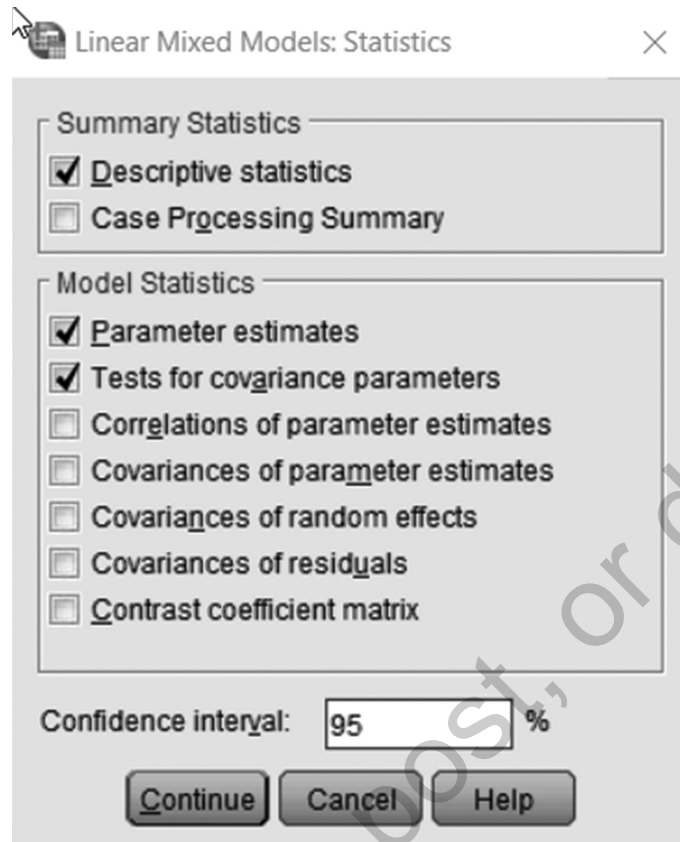 Linear Mixed Models: Statistics
Summary Statistics
Descriptive statistics
Case Processing Summary
Model Statistics
Parameter estimates
Tests for covariance parameters
Correlations of parameter estimates
Covariances of parameter estimates
Covariances of random effects
Covariances of residuals
Contrast coefficient matrix
Confidence interval: 95 %
Continue Cancel Help
post, or d